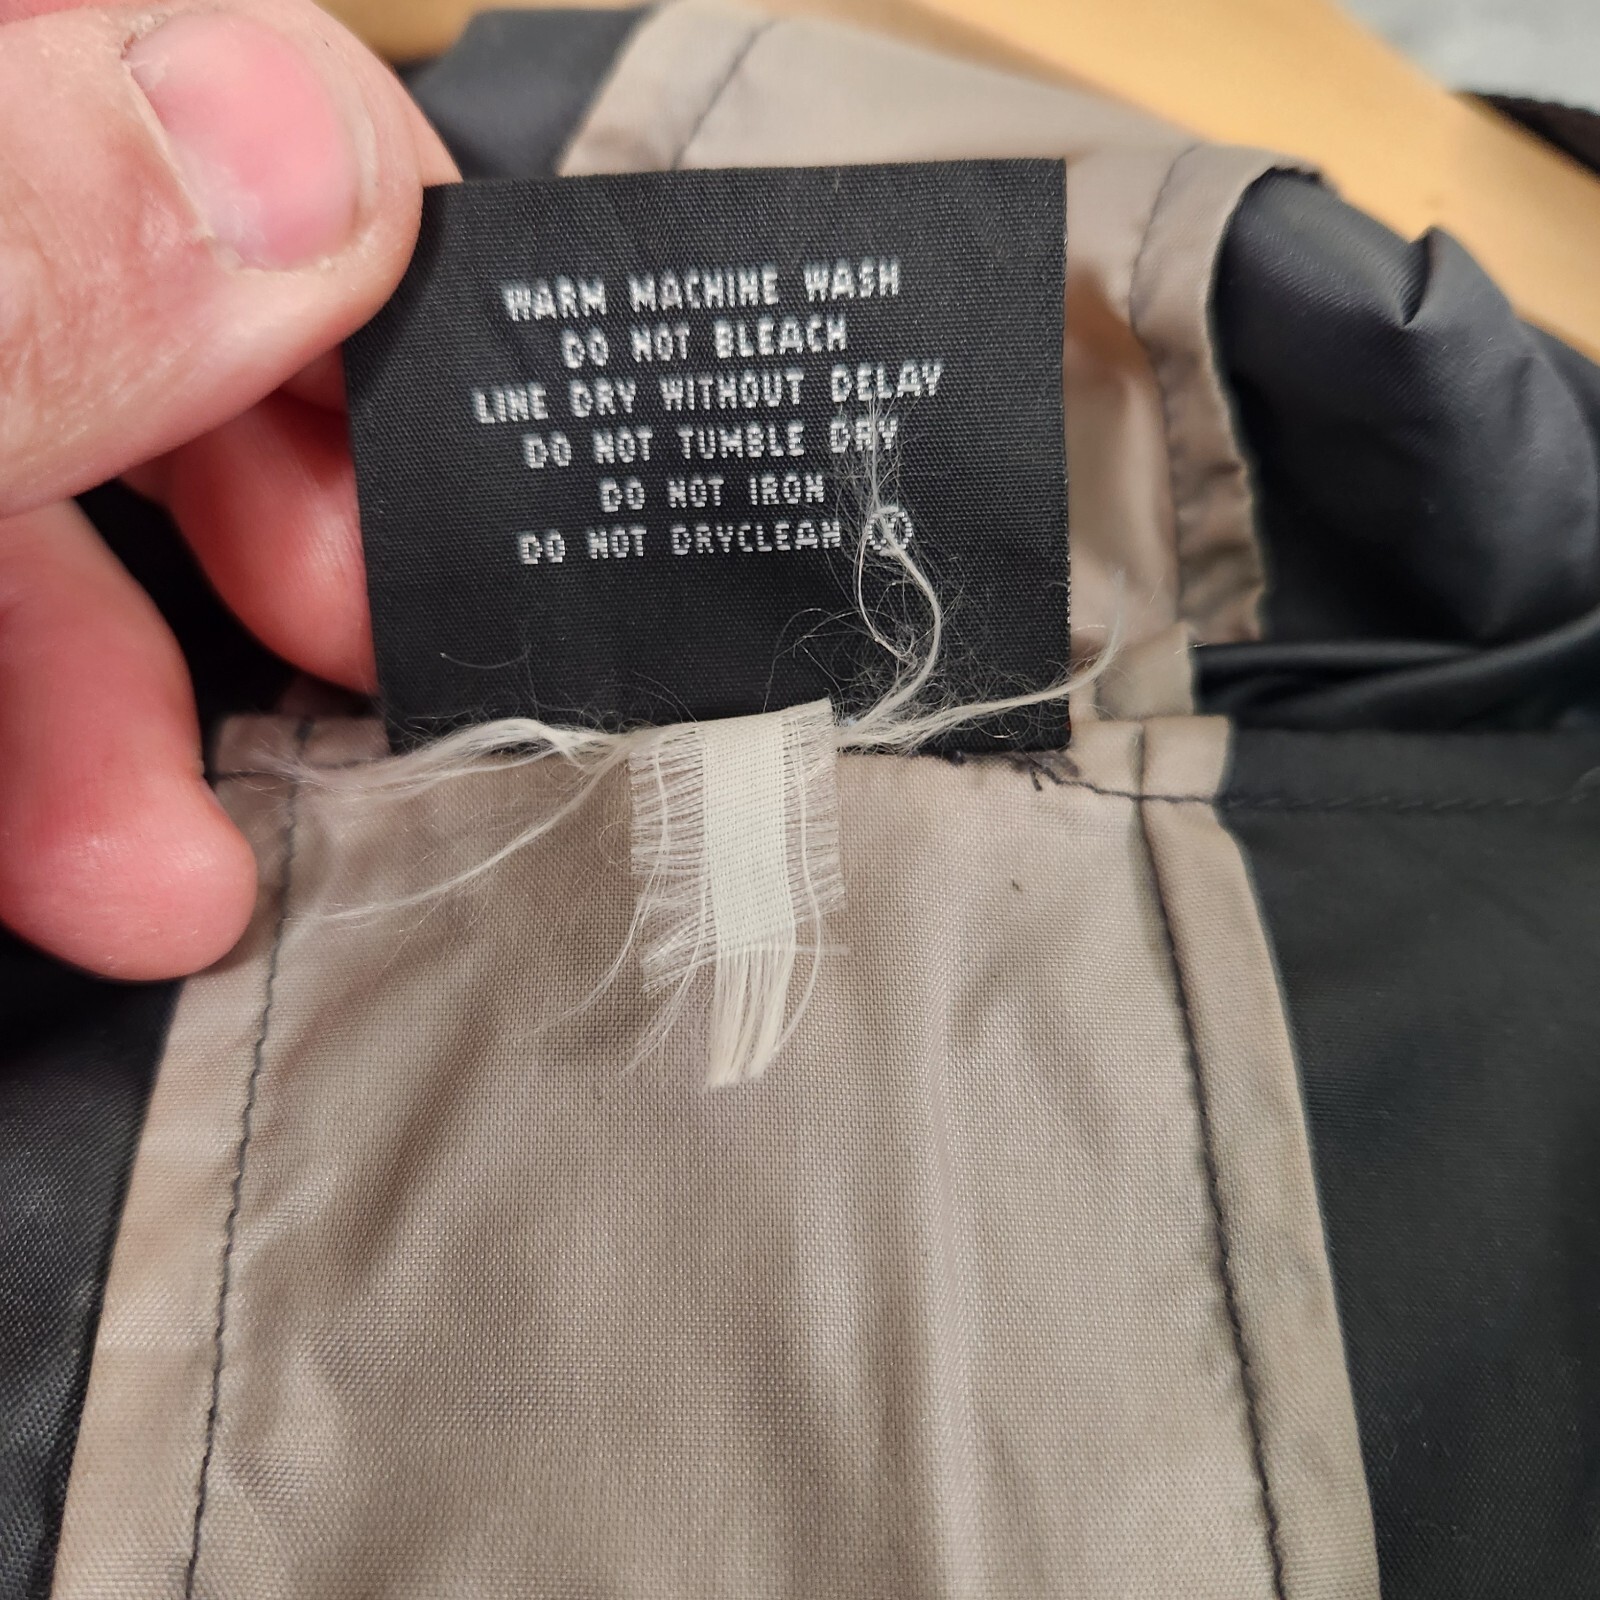 WARM MACHINE WASH
DO NOT BLEACH
LINE DRY WITHOUT DELAY
DO NOT TUMBLE DRY
DO NOT IRON
DO NOT DRYCLEAN